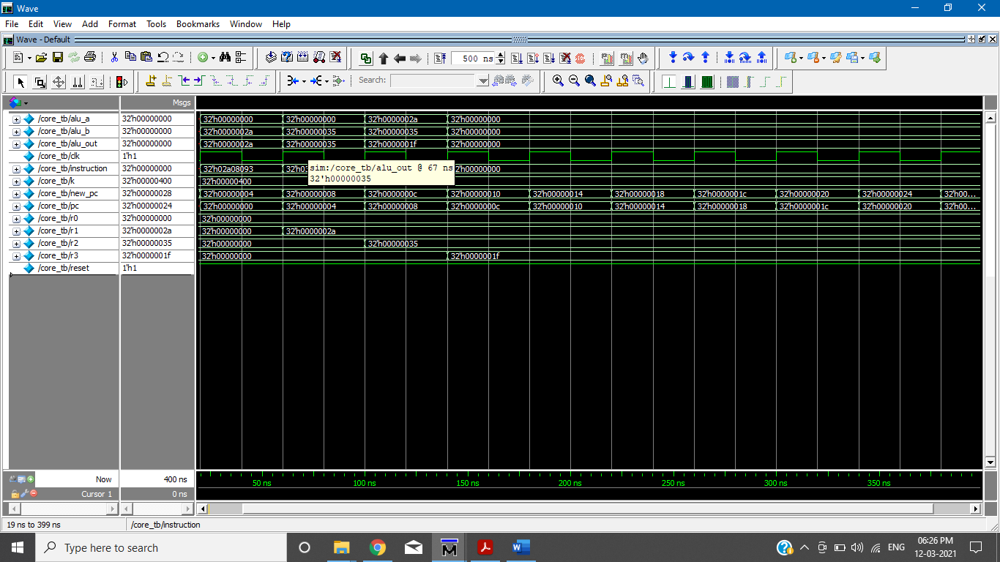 Wave
File Edit View Add Format Tools Bookmarks Window Help
Wave - Default
500 ns
Search:
Msgs
/core_tb/alu_a 32'h00000000 32'h00000000 32'h00000000 32'h0000002a 32'h00000000
/core_tb/alu_b 32'h00000000 32'h0000002a 32'h00000035 32'h00000035 32'h00000000
/core_tb/alu_out 32'h00000000 32'h0000002a 32'h00000035 32'h0000001f 32'h00000000
/core_tb/clk 1'h1
/core_tb/instruction 32'h00000000 32'h02a08093 32'h00000000
sim:/core_tb/alu_out @ 67 ns
32'h00000035
/core_tb/k 32'h00000400 32'h00000400
/core_tb/new_pc 32'h00000028 32'h00000004 32'h00000008 32'h0000000c 32'h00000010 32'h00000014 32'h00000018 32'h0000001c 32'h00000020 32'h00000024 32'h00...
/core_tb/pc 32'h00000024 32'h00000000 32'h00000004 32'h00000008 32'h0000000c 32'h00000010 32'h00000014 32'h00000018 32'h0000001c 32'h00000020 32'h00...
/core_tb/r0 32'h00000000 32'h00000000
/core_tb/r1 32'h0000002a 32'h00000000 32'h0000002a
/core_tb/r2 32'h00000035 32'h00000000 32'h00000035
/core_tb/r3 32'h0000001f 32'h00000000 32'h0000001f
/core_tb/reset 1'h1
Now 400 ns 50 ns 100 ns 150 ns 200 ns 250 ns 300 ns 350 ns
Cursor 1 0 ns
19 ns to 399 ns /core_tb/instruction
Type here to search
ENG
06:26 PM
12-03-2021